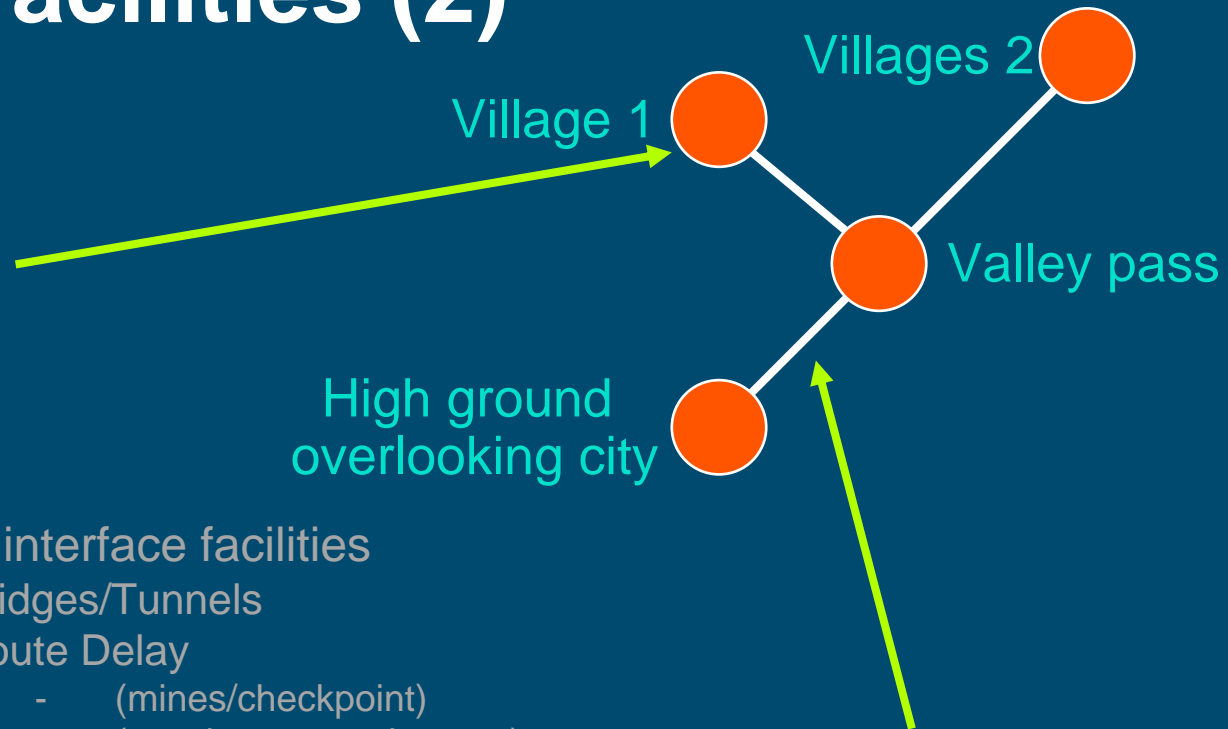 acilities (2)
Villages 2
Village 1
Valley pass
High ground
overlooking city
interface facilities
idges/Tunnels
oute Delay
- (mines/checkpoint)